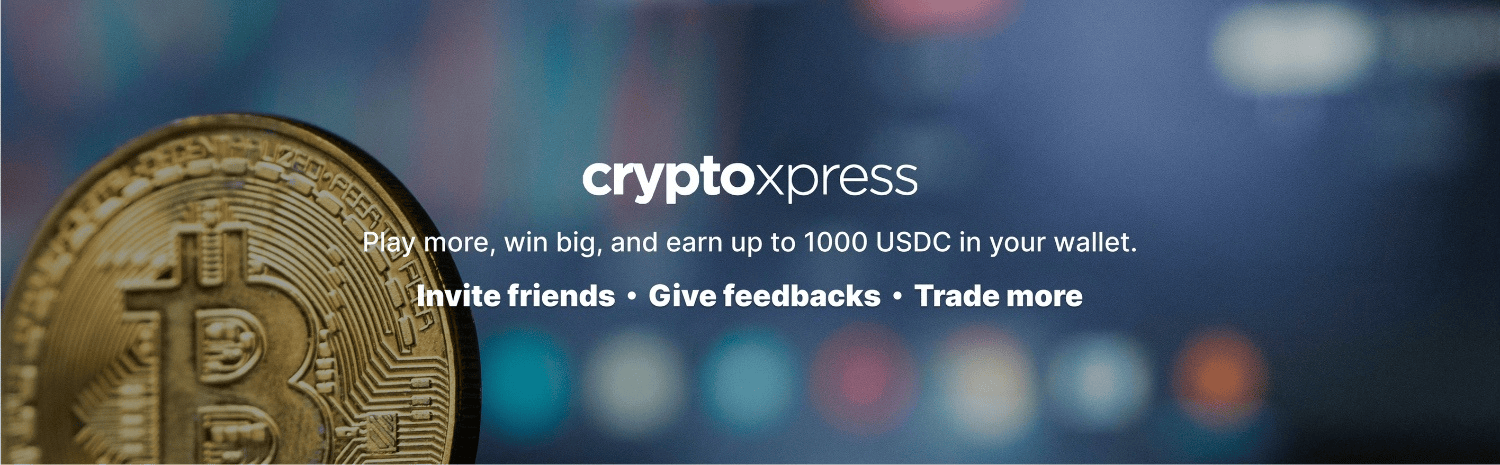 cryptoxpress
Play more, win big, and earn up to 1000 USDC in your wallet.
Invite friends • Give feedbacks • Trade more